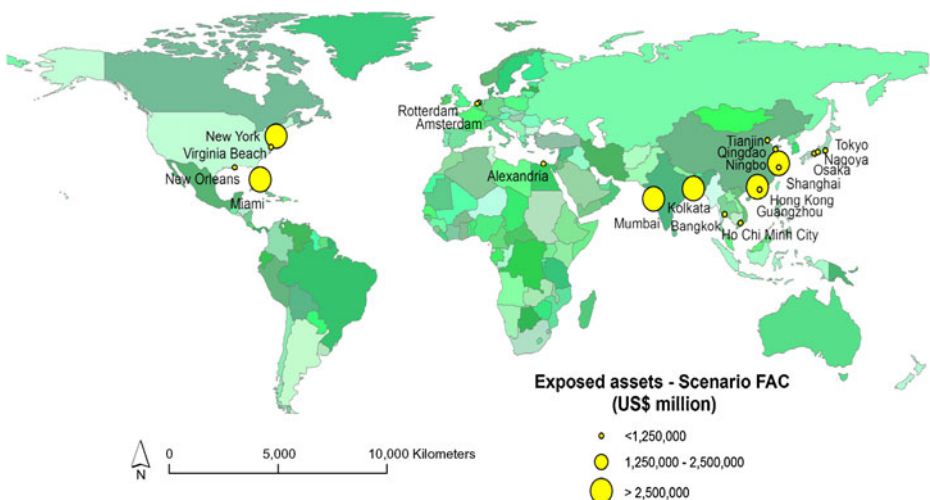 Rotterdam
Amsterdam
New York
Virginia Beach
New Orleans
Miami
Alexandria
Tianjin
Qingdao
Ningbo
Tokyo
Nagoya
Osaka
Shanghai
Hong Kong
Guangzhou
Kolkata
Mumbai
Bangkok
Ho Chi Minh City
Exposed assets - Scenario FAC
(US$ million)
<1,250,000
1,250,000 - 2,500,000
> 2,500,000
N
0 5,000 10,000 Kilometers